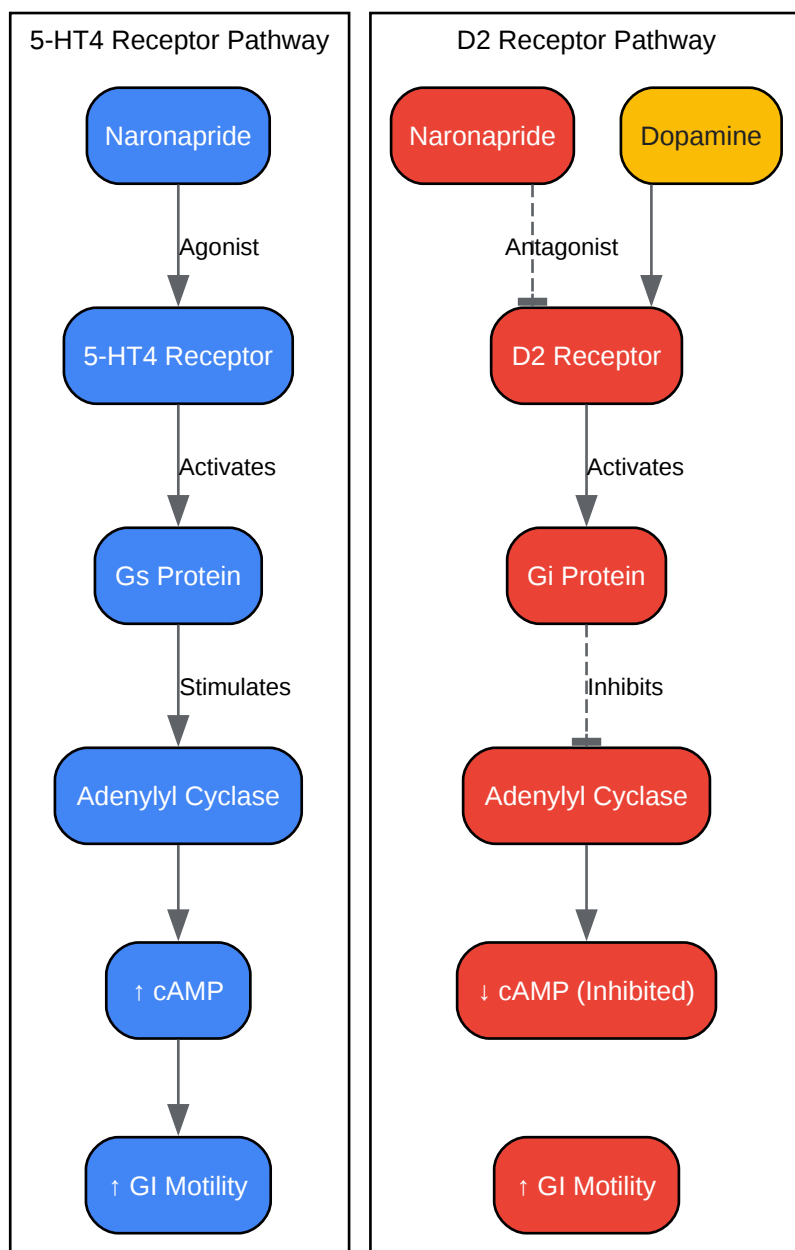 5-HT4 Receptor Pathway
Naronapride
Agonist
5-HT4 Receptor
Activates
Gs Protein
Stimulates
Adenylyl Cyclase
↑ cAMP
↑ GI Motility
D2 Receptor Pathway
Naronapride
Dopamine
Antagonist
D2 Receptor
Activates
Gi Protein
Inhibits
Adenylyl Cyclase
↓ cAMP (Inhibited)
↑ GI Motility